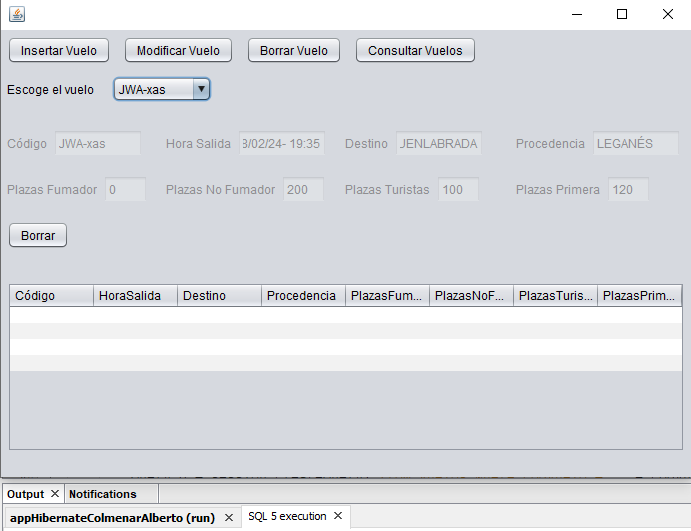 Insertar Vuelo Modificar Vuelo Borrar Vuelo Consultar Vuelos
Escoge el vuelo JWA-xas
Código JWA-xas Hora Salida 3/02/24- 19:35 Destino JENLABRADA Procedencia LEGANÉS
Plazas Fumador 0 Plazas No Fumador 200 Plazas Turistas 100 Plazas Primera 120
Borrar
Código HoraSalida Destino Procedencia PlazasFum... PlazasNoF... PlazasTuris... PlazasPrim...
Output Notifications
appHibernateColmenarAlberto (run) SQL 5 execution